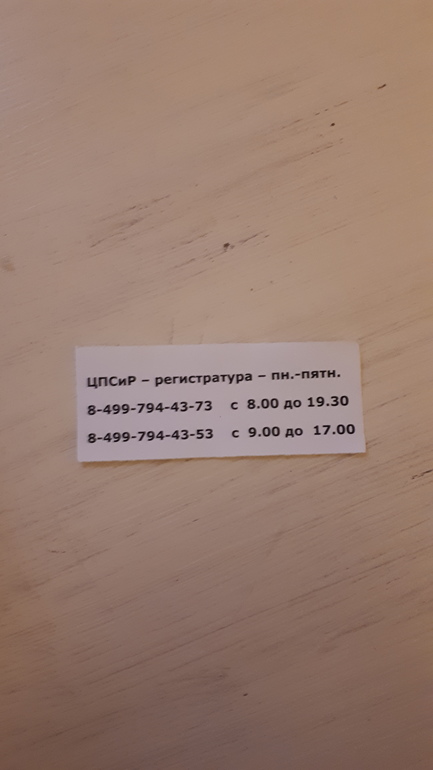 ЦПСиР – регистратура – пн.-пятн.
8-499-794-43-73 с 8.00 до 19.30
8-499-794-43-53 с 9.00 до 17.00